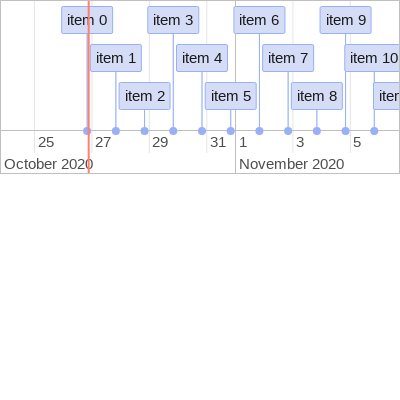 item 0 item 3 item 6 item 9
item 1 item 4 item 7 item 10
item 2 item 5 item 8
25 27 29 31 1 3 5
October 2020 November 2020